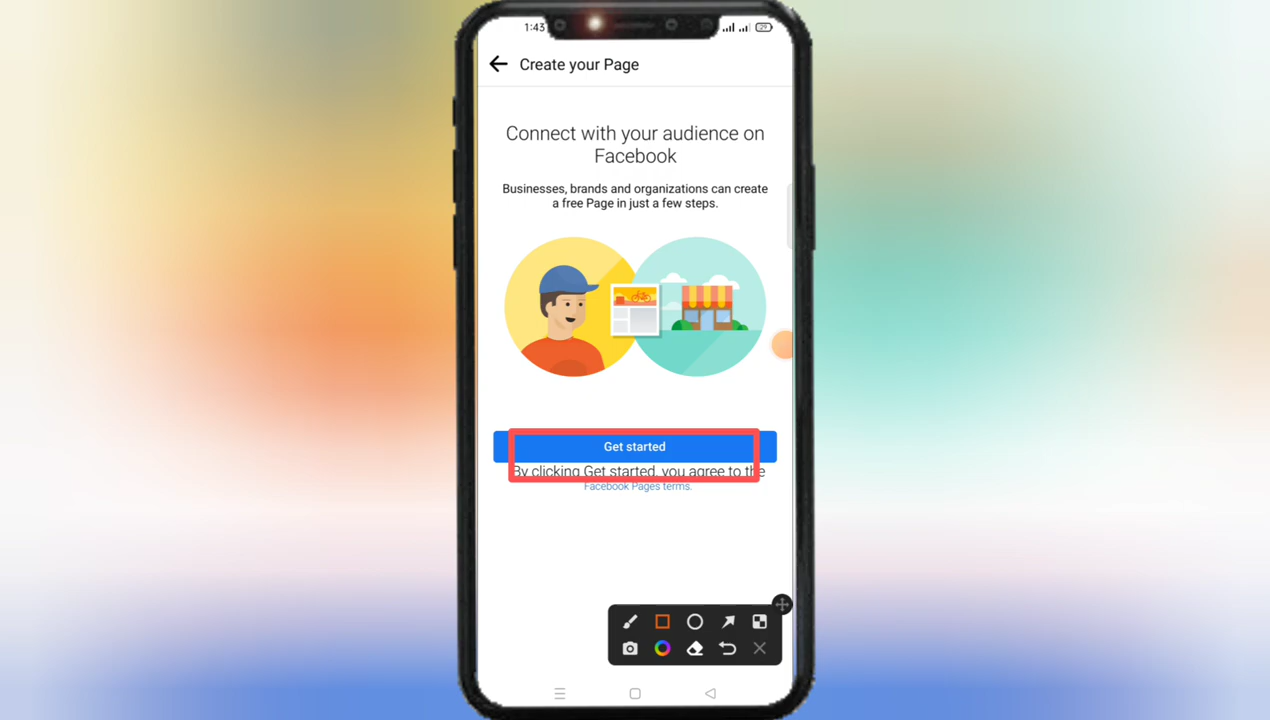 1:43
29
Create your Page
Connect with your audience on
Facebook
Businesses, brands and organizations can create
a free Page in just a few steps.
Get started
By clicking Get started, you agree to the
Facebook Pages terms.